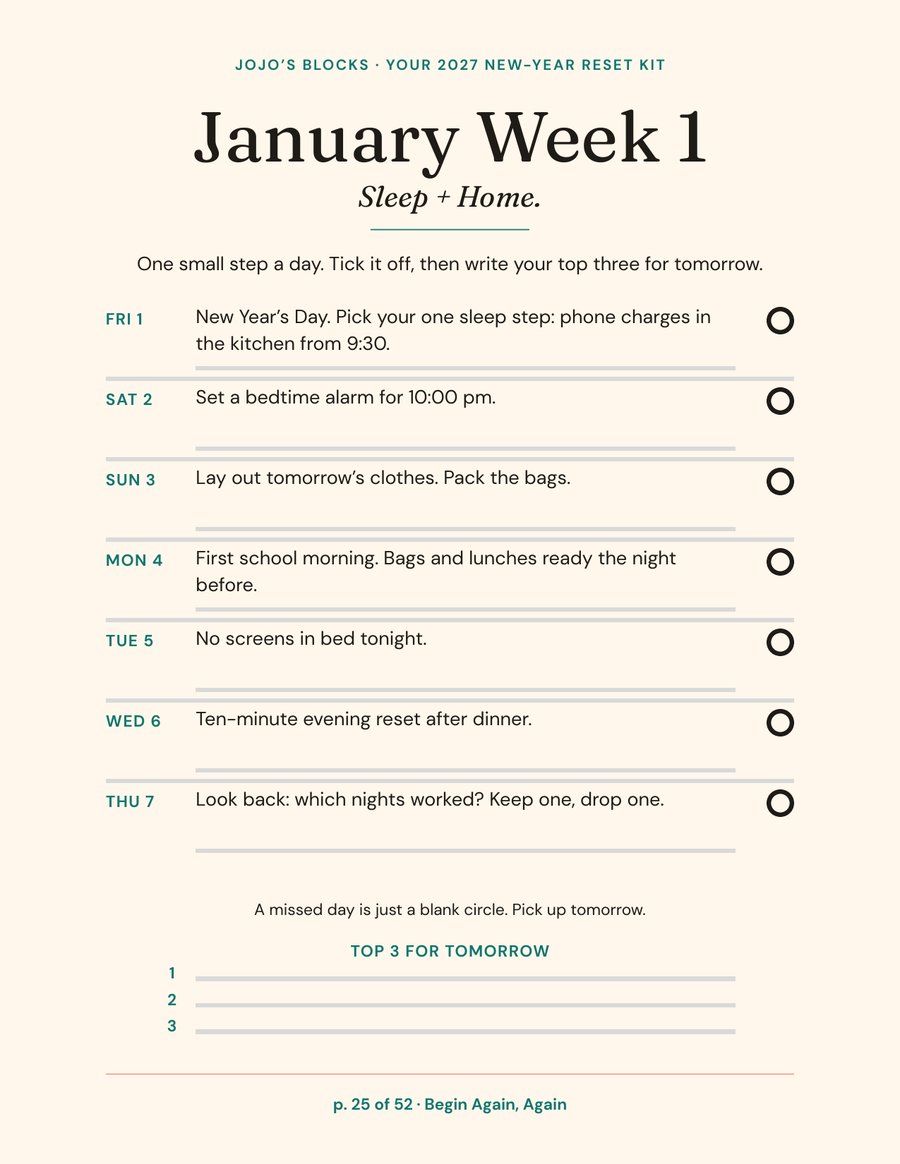 JOJO’S BLOCKS · YOUR 2027 NEW-YEAR RESET KIT
January Week 1
Sleep + Home.
One small step a day. Tick it off, then write your top three for tomorrow.
FRI 1
New Year’s Day. Pick your one sleep step: phone charges in
the kitchen from 9:30.
SAT 2
Set a bedtime alarm for 10:00 pm.
SUN 3
Lay out tomorrow’s clothes. Pack the bags.
MON 4
First school morning. Bags and lunches ready the night
before.
TUE 5
No screens in bed tonight.
WED 6
Ten-minute evening reset after dinner.
THU 7
Look back: which nights worked? Keep one, drop one.
A missed day is just a blank circle. Pick up tomorrow.
TOP 3 FOR TOMORROW
1
2
3
p. 25 of 52 · Begin Again, Again